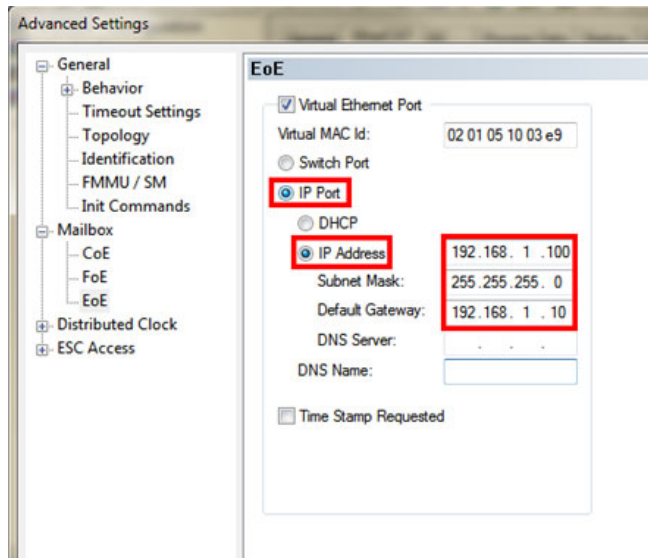 Advanced Settings
General
Behavior
Timeout Settings
Topology
Identification
FMMU / SM
Init Commands
Mailbox
CoE
FoE
EoE
Distributed Clock
ESC Access
EoE
Virtual Ethernet Port
Virtual MAC Id: 02 01 05 10 03 e9
Switch Port
IP Port
DHCP
IP Address 192.168. 1 .100
Subnet Mask: 255.255.255. 0
Default Gateway: 192.168. 1 . 10
DNS Server: . . .
DNS Name:
Time Stamp Requested